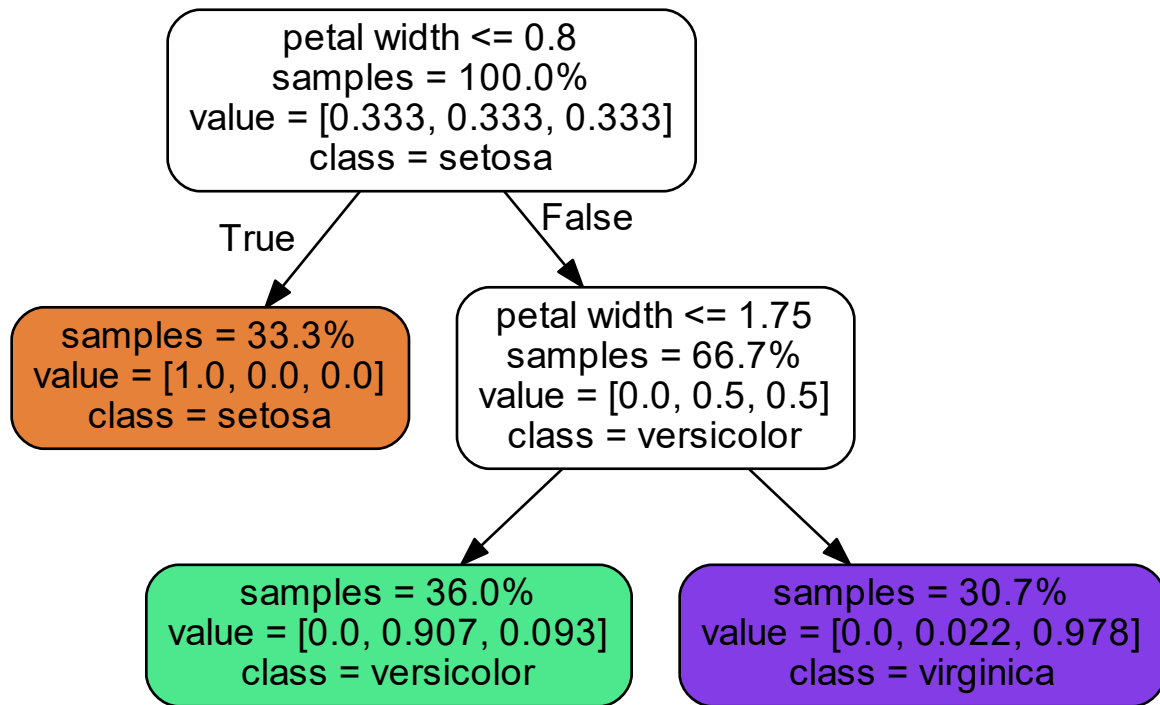 petal width <= 0.8
samples = 100.0%
value = [0.333, 0.333, 0.333]
class = setosa
True
False
samples = 33.3%
value = [1.0, 0.0, 0.0]
class = setosa
petal width <= 1.75
samples = 66.7%
value = [0.0, 0.5, 0.5]
class = versicolor
samples = 36.0%
value = [0.0, 0.907, 0.093]
class = versicolor
samples = 30.7%
value = [0.0, 0.022, 0.978]
class = virginica